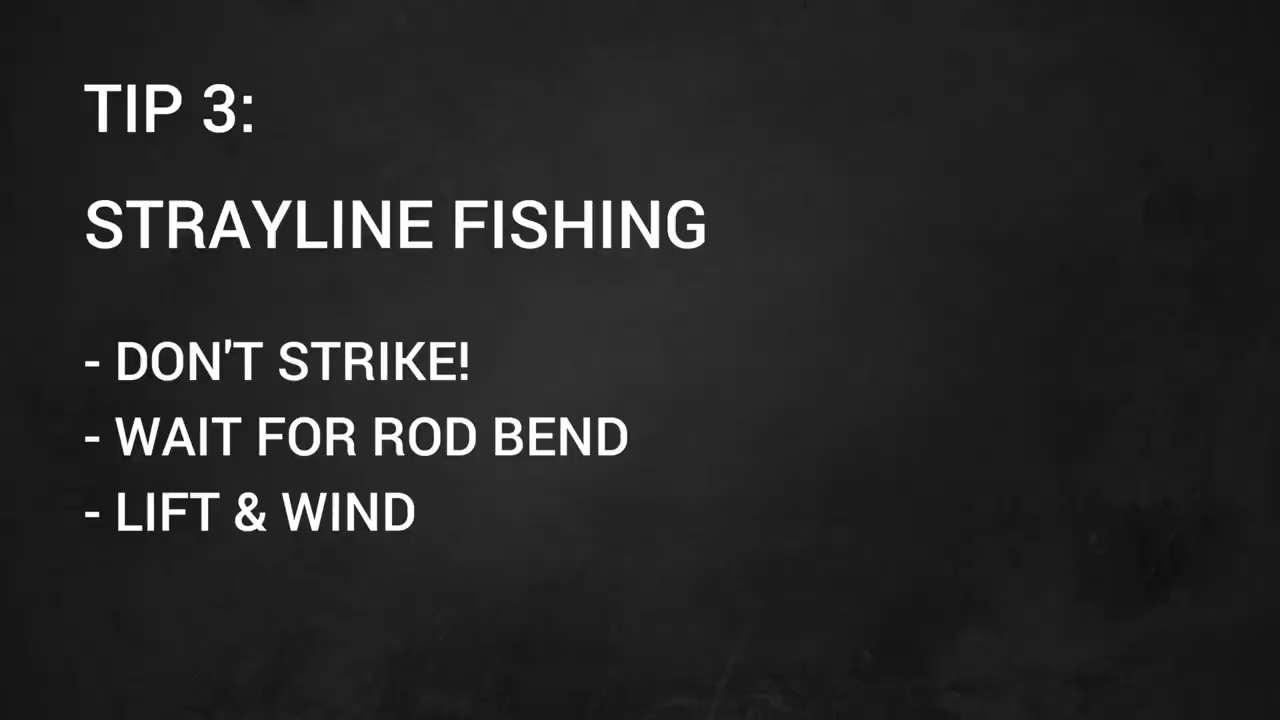 TIP 3:
STRAYLINE FISHING
- DON'T STRIKE!
- WAIT FOR ROD BEND
- LIFT & WIND